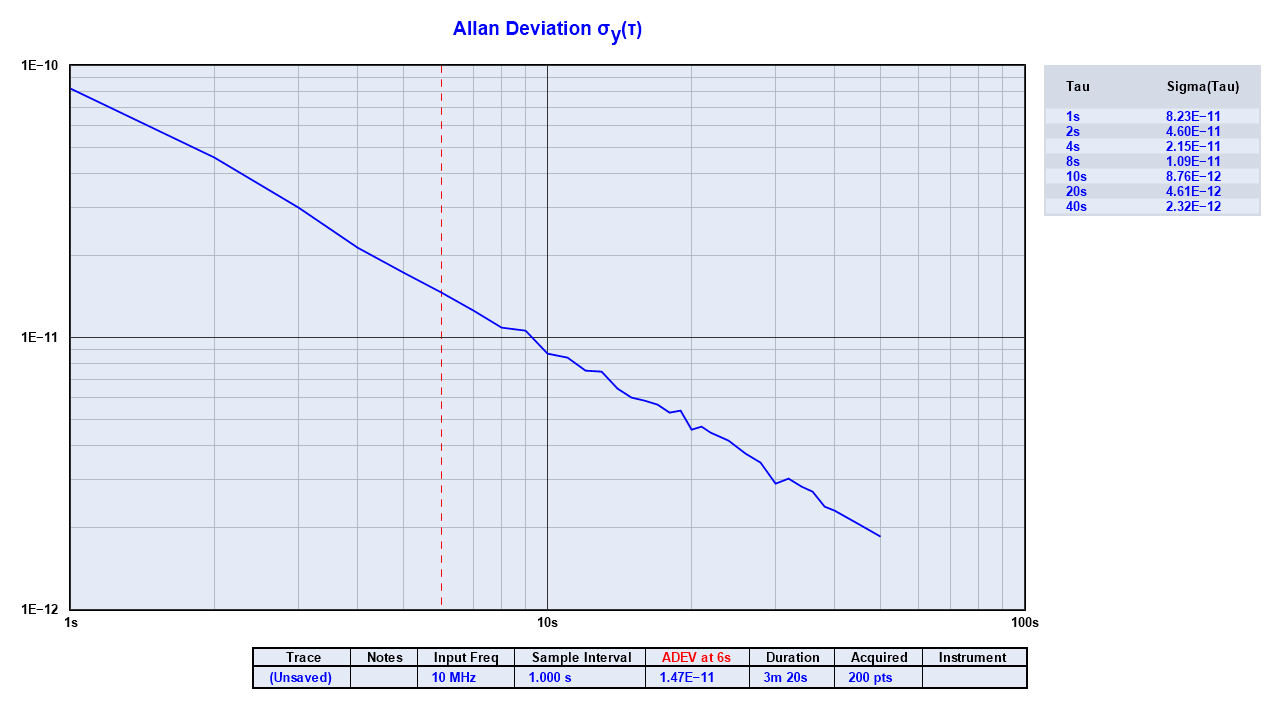 Allan Deviation σy(τ)
1E−10
1E−11
1E−12
1s 10s 100s
Tau Sigma(Tau)
1s 8.23E−11
2s 4.60E−11
4s 2.15E−11
8s 1.09E−11
10s 8.76E−12
20s 4.61E−12
40s 2.32E−12
Trace Notes Input Freq Sample Interval ADEV at 6s Duration Acquired Instrument
(Unsaved) 10 MHz 1.000 s 1.47E−11 3m 20s 200 pts